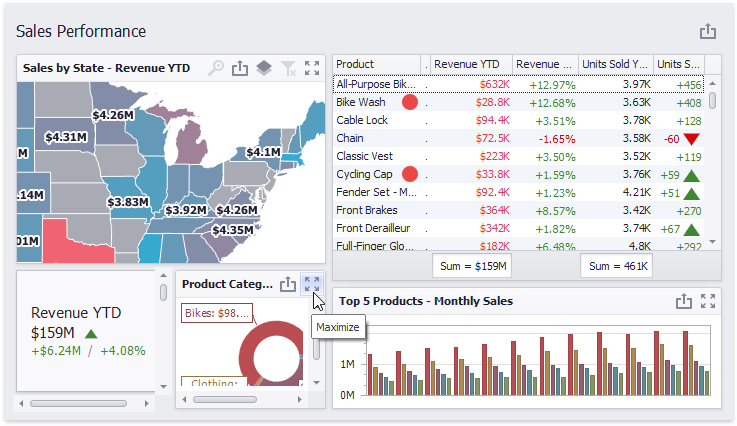 Sales Performance
Sales by State - Revenue YTD
$4.26M
$4.31M
$4.1M
.14M
$3.83M
$3.92M
$4.26M
$4.35M
01M
Product . Revenue YTD Revenue ... Units Sold Y... Units S...
All-Purpose Bik... . $632K +12.97% 3.97K +456
Bike Wash . $28.8K +12.68% 3.63K +408
Cable Lock . $94.4K +3.51% 3.78K +128
Chain . $72.5K -1.65% 3.58K -60
Classic Vest . $223K +3.50% 3.52K +119
Cycling Cap . $33.8K +1.59% 3.76K +59
Fender Set - M... . $92.4K +1.23% 4.21K +51
Front Brakes . $364K +8.57% 3.42K +270
Front Derailleur . $342K +1.82% 3.74K +67
Full-Finger Glo... . $182K +6.48% 4.8K +292
Sum = $159M Sum = 461K
Revenue YTD
$159M
+$6.24M / +4.08%
Product Categ...
Bikes: $98....
Clothing:
Maximize
Top 5 Products - Monthly Sales
1M
0M